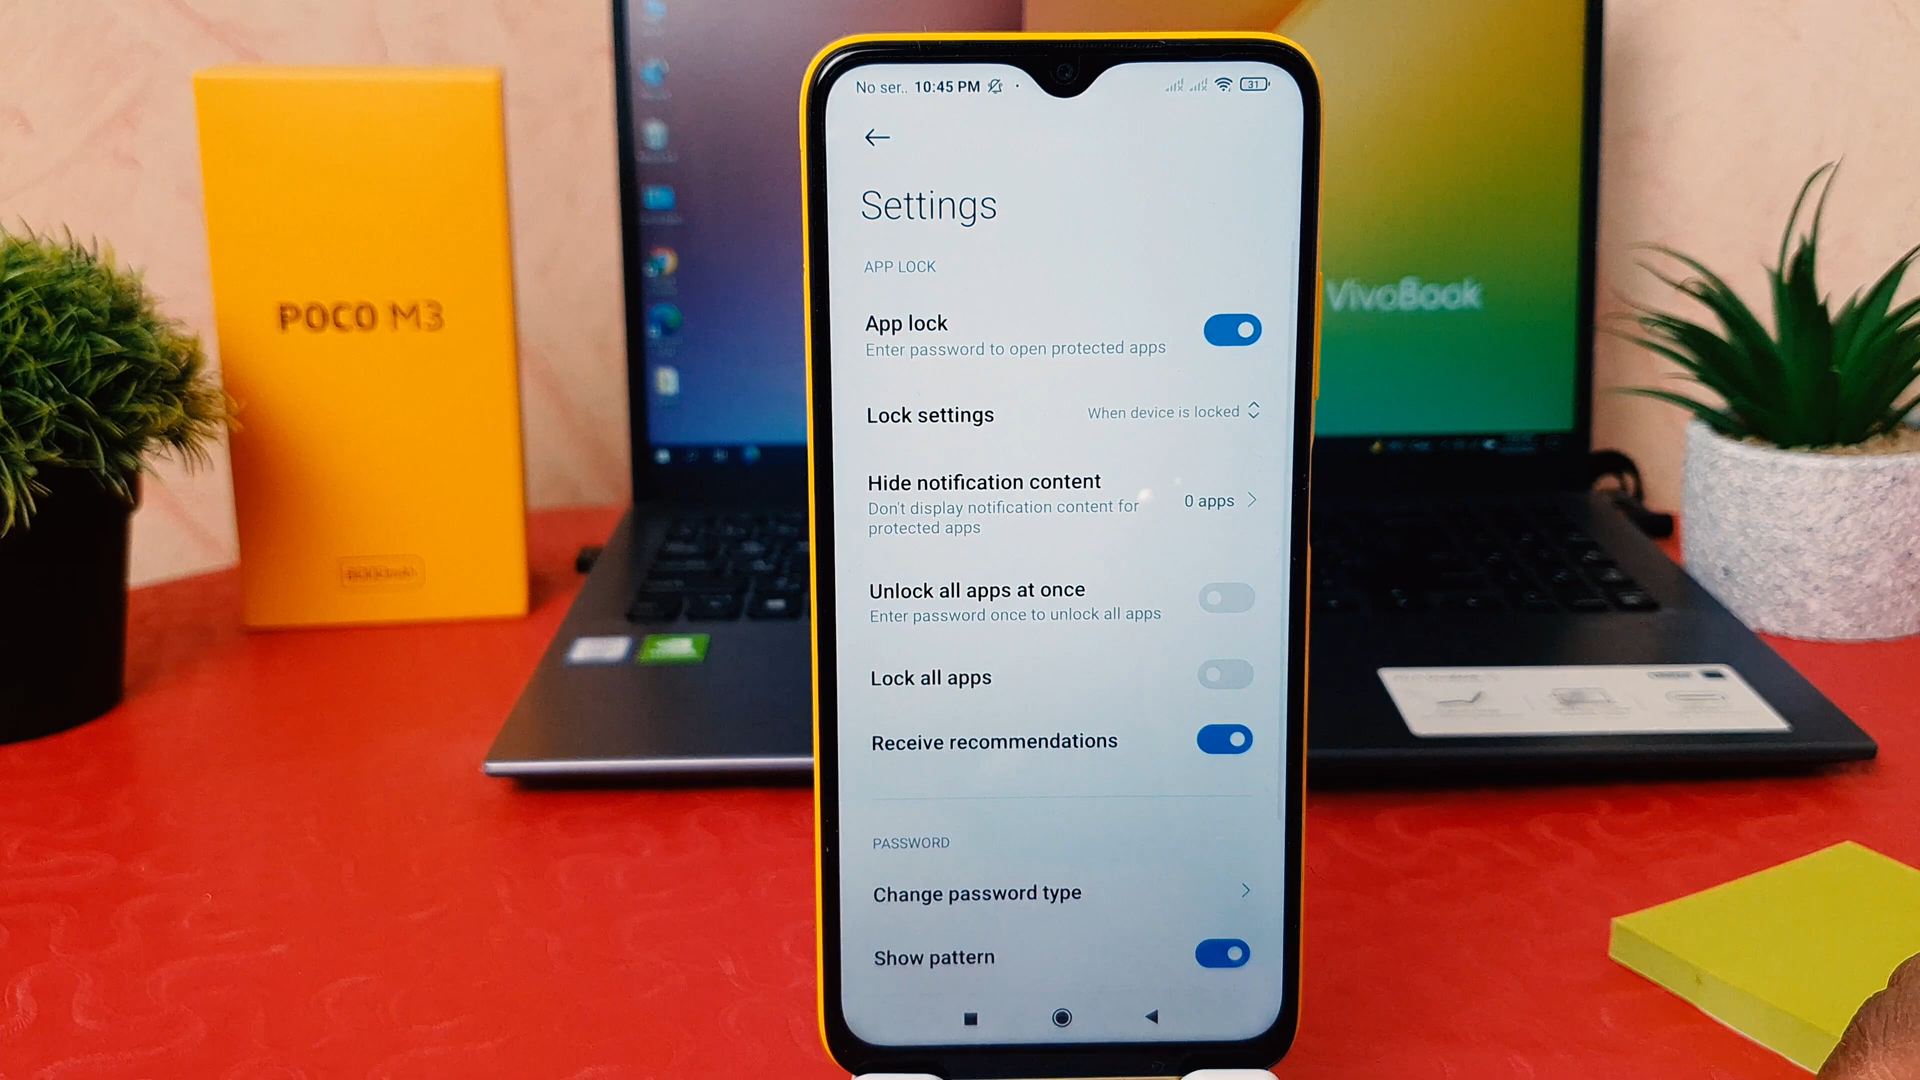 No ser.. 10:45 PM
31
Settings
APP LOCK
App lock
Enter password to open protected apps
Lock settings
When device is locked
Hide notification content
Don't display notification content for
protected apps
0 apps
Unlock all apps at once
Enter password once to unlock all apps
Lock all apps
Receive recommendations
PASSWORD
Change password type
Show pattern
POCO M3
6000mAh
VivoBook